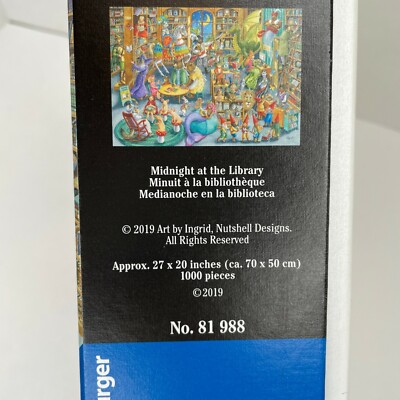 Midnight at the Library
Minuit à la bibliothèque
Medianoche en la biblioteca
© 2019 Art by Ingrid, Nutshell Designs.
All Rights Reserved
Approx. 27 x 20 inches (ca. 70 x 50 cm)
1000 pieces
©2019
No. 81 988
urger